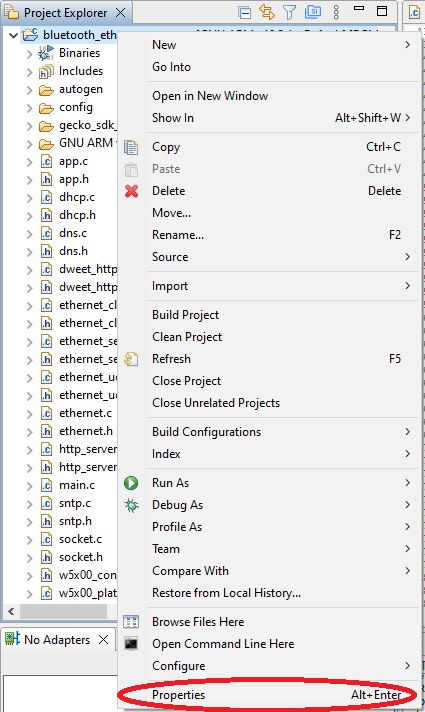 Project Explorer
bluetooth_eth
Binaries
Includes
autogen
config
gecko_sdk_
GNU ARM
app.c
app.h
dhcp.c
dhcp.h
dns.c
dns.h
dweet_http
dweet_http
ethernet_cl
ethernet_cl
ethernet_se
ethernet_se
ethernet_u
ethernet_u
ethernet.c
ethernet.h
http_server
http_server
main.c
sntp.c
sntp.h
socket.c
socket.h
w5x00_con
w5x00_plat
No Adapters
New
Go Into
Open in New Window
Show In Alt+Shift+W
Copy Ctrl+C
Paste Ctrl+V
Delete Delete
Move...
Rename... F2
Source
Import
Build Project
Clean Project
Refresh F5
Close Project
Close Unrelated Projects
Build Configurations
Index
Run As
Debug As
Profile As
Team
Compare With
Restore from Local History...
Browse Files Here
Open Command Line Here
Configure
Properties Alt+Enter